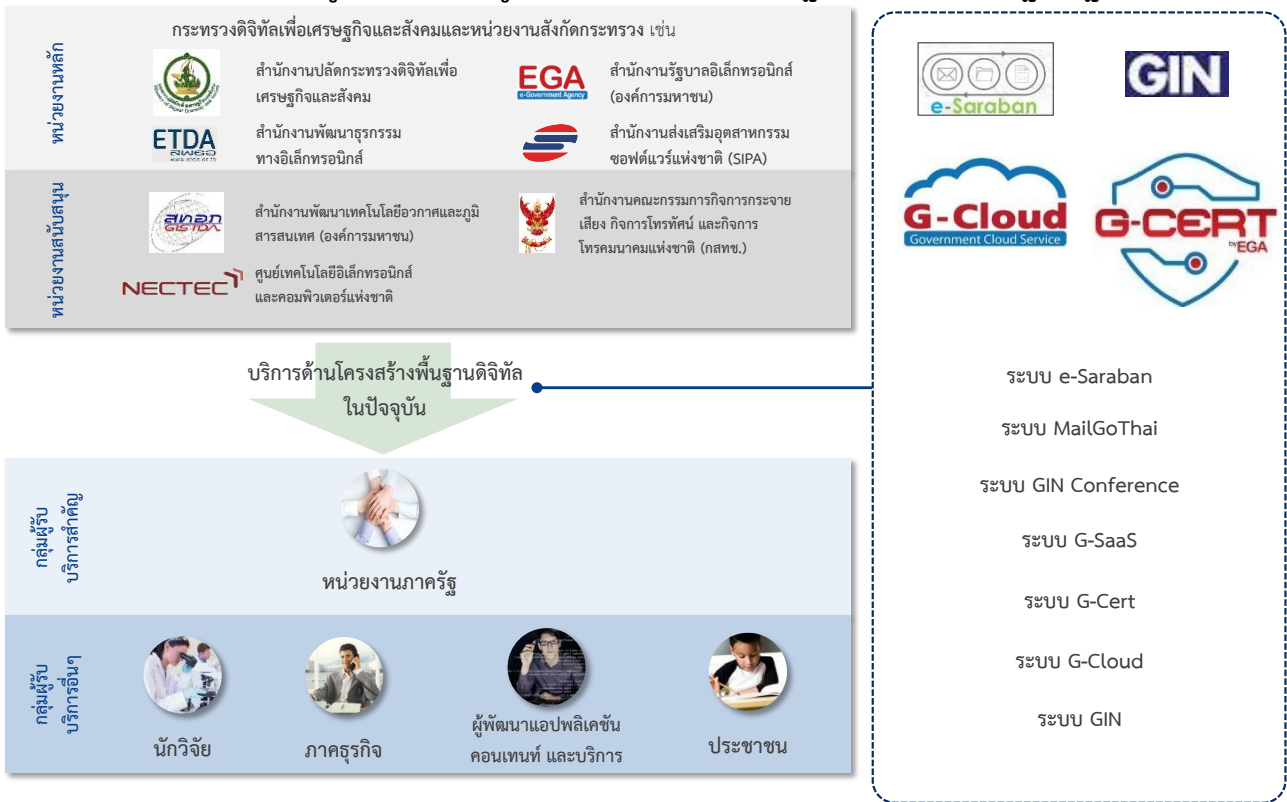 กระทรวงดิจิทัลเพื่อเศรษฐกิจและสังคมและหน่วยงานสังกัดกระทรวง เช่น
หน่วยงานหลัก
สำนักงานปลัดกระทรวงดิจิทัลเพื่อ
เศรษฐกิจและสังคม
EGA
e-Government Agency
สำนักงานรัฐบาลอิเล็กทรอนิกส์
(องค์การมหาชน)
ETDA
สพธอ
สำนักงานพัฒนาธุรกรรม
ทางอิเล็กทรอนิกส์
สำนักงานส่งเสริมอุตสาหกรรม
ซอฟต์แวร์แห่งชาติ (SIPA)
หน่วยงานสนับสนุน
สทอภ
GISTDA
สำนักงานพัฒนาเทคโนโลยีอวกาศและภูมิ
สารสนเทศ (องค์การมหาชน)
สำนักงานคณะกรรมการกิจการกระจาย
เสียง กิจการโทรทัศน์ และกิจการ
โทรคมนาคมแห่งชาติ (กสทช.)
NECTEC
ศูนย์เทคโนโลยีอิเล็กทรอนิกส์
และคอมพิวเตอร์แห่งชาติ
บริการด้านโครงสร้างพื้นฐานดิจิทัล
ในปัจจุบัน
กลุ่มผู้รับ
บริการสำคัญ
หน่วยงานภาครัฐ
กลุ่มผู้รับ
บริการอื่นๆ
นักวิจัย
ภาคธุรกิจ
ผู้พัฒนาแอปพลิเคชัน
คอนเทนท์ และบริการ
ประชาชน
e-Saraban
GIN
G-Cloud
Government Cloud Service
G-CERT
by EGA
ระบบ e-Saraban
ระบบ MailGoThai
ระบบ GIN Conference
ระบบ G-SaaS
ระบบ G-Cert
ระบบ G-Cloud
ระบบ GIN